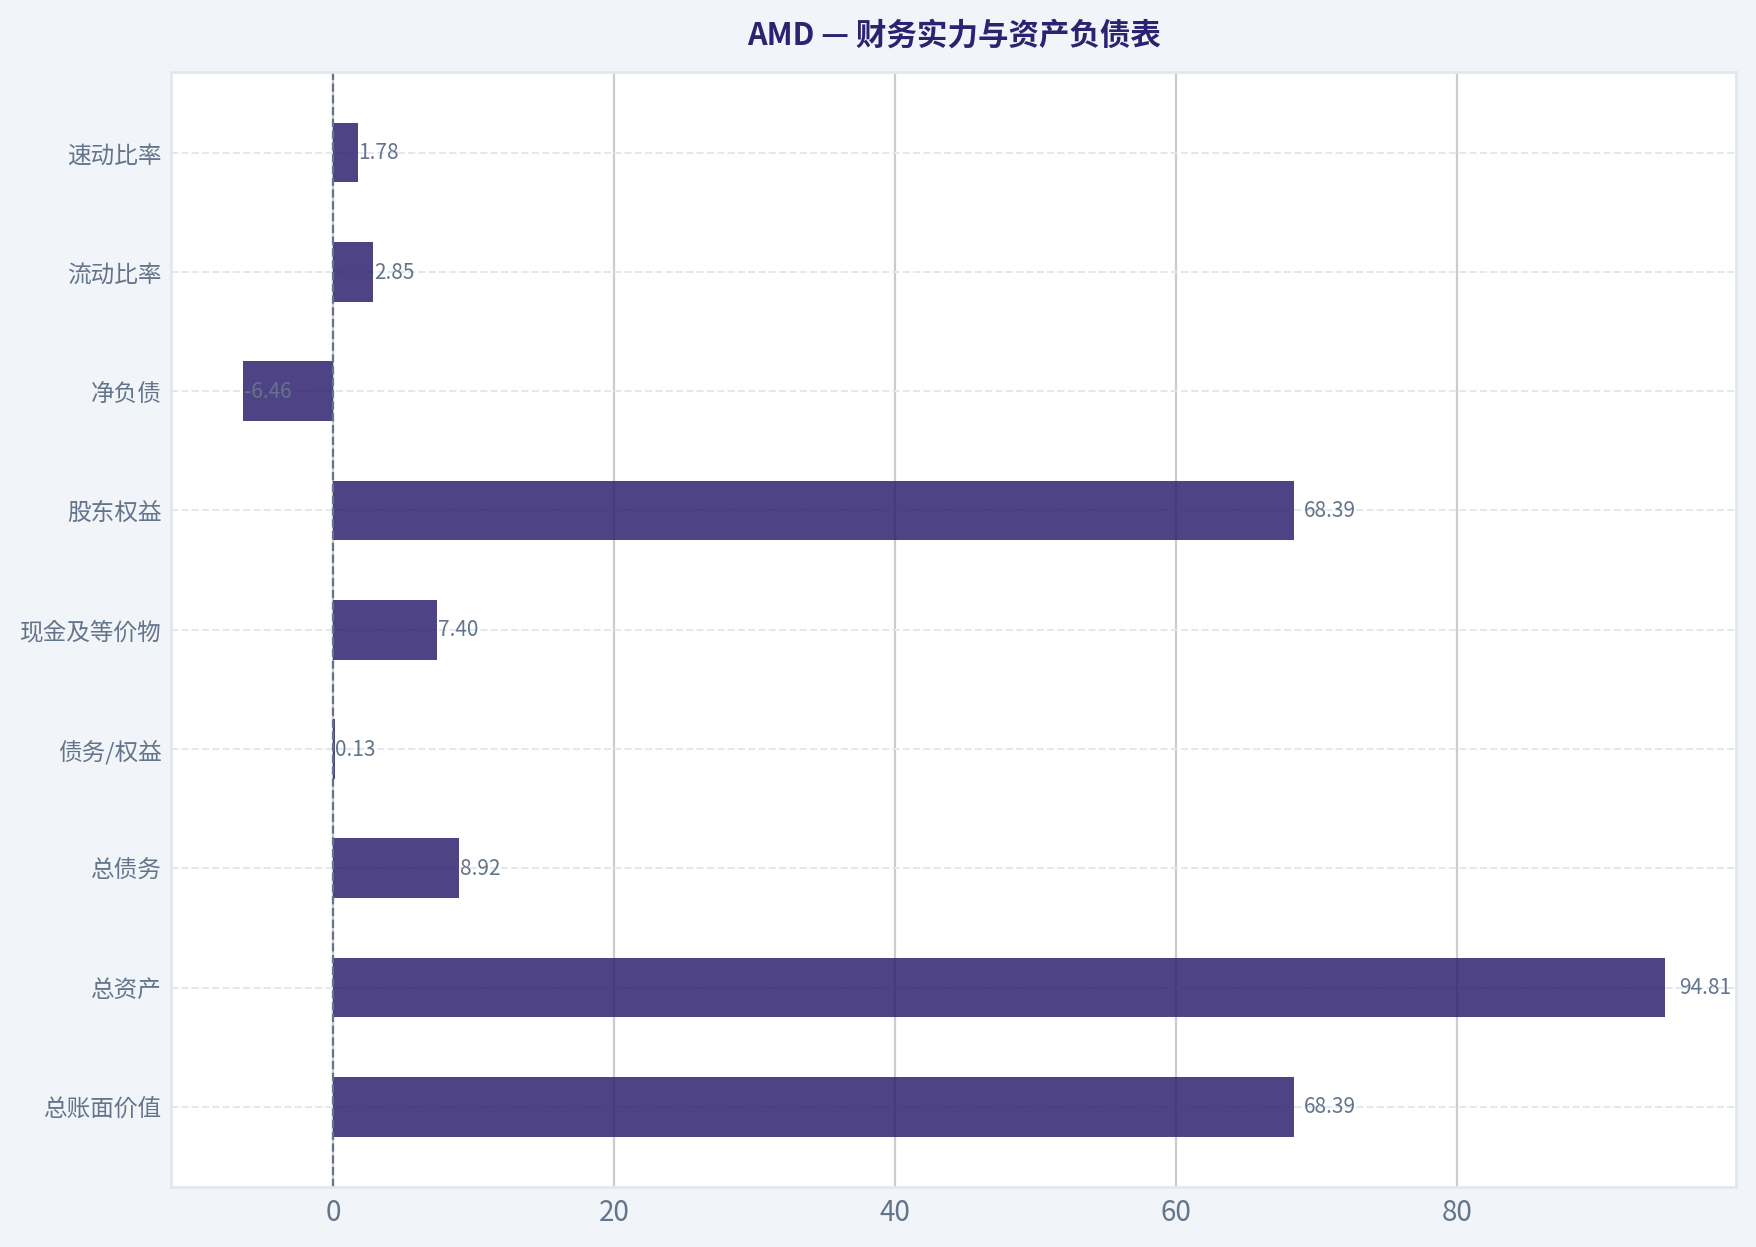 AMD — 财务实力与资产负债表
速动比率 1.78
流动比率 2.85
净负债 -6.46
股东权益 68.39
现金及等价物 7.40
债务/权益 0.13
总债务 8.92
总资产 94.81
总账面价值 68.39
0 20 40 60 80